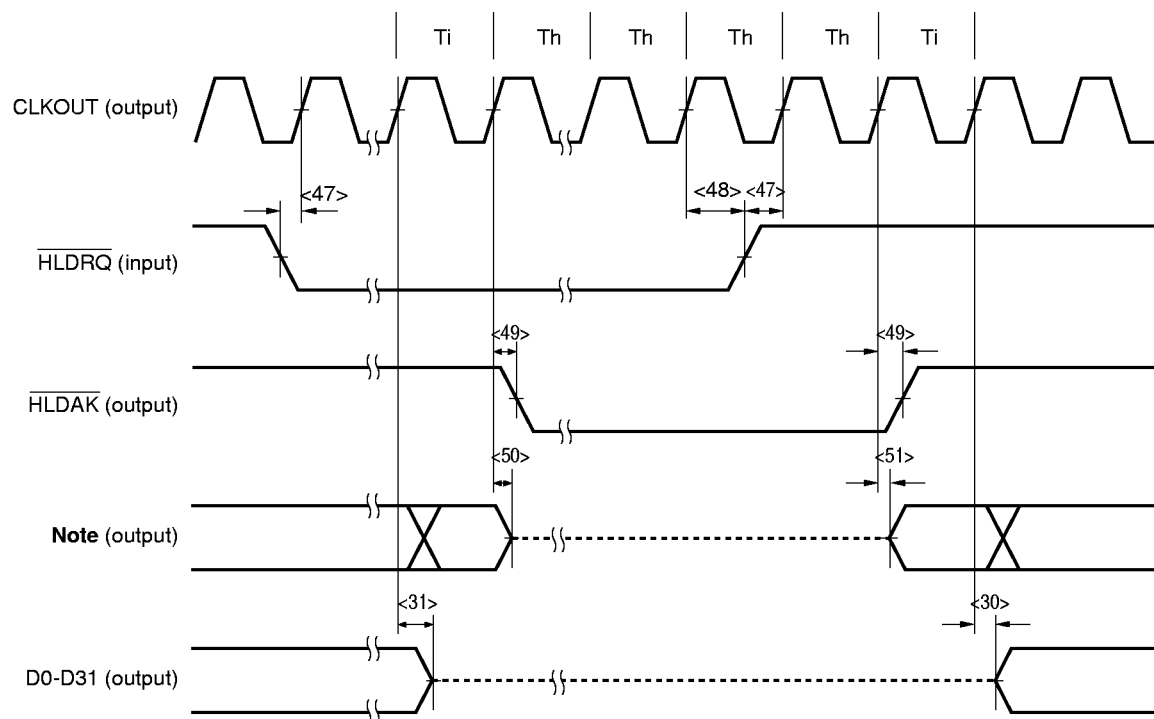 Ti Th Th Th Th Ti
CLKOUT (output)
<47> <48> <47>
HLDRQ (input)
<49> <49>
HLDAK (output)
<50> <51>
Note (output)
<31> <30>
D0-D31 (output)